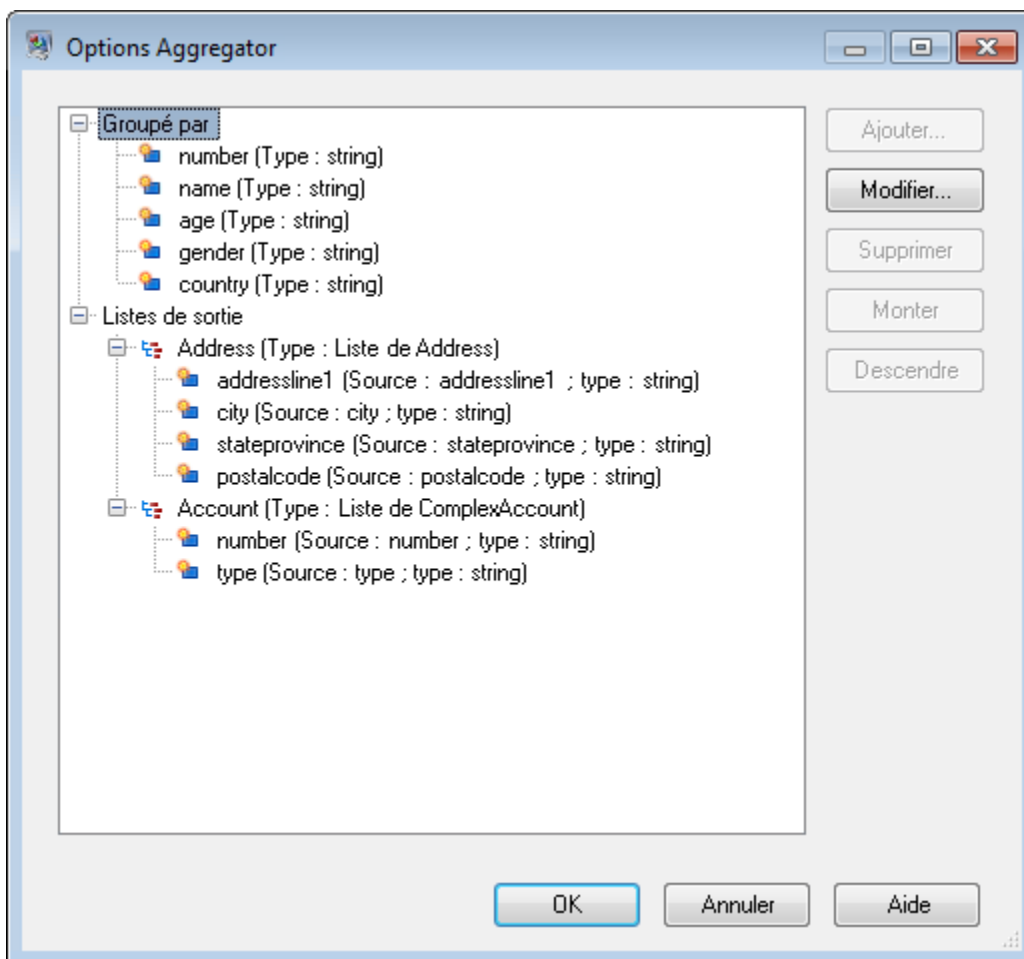 Options Aggregator
Groupé par
number (Type : string)
name (Type : string)
age (Type : string)
gender (Type : string)
country (Type : string)
Listes de sortie
Address (Type : Liste de Address)
addressline1 (Source : addressline1 ; type : string)
city (Source : city ; type : string)
stateprovince (Source : stateprovince ; type : string)
postalcode (Source : postalcode ; type : string)
Account (Type : Liste de ComplexAccount)
number (Source : number ; type : string)
type (Source : type ; type : string)
Ajouter...
Modifier...
Supprimer
Monter
Descendre
OK
Annuler
Aide